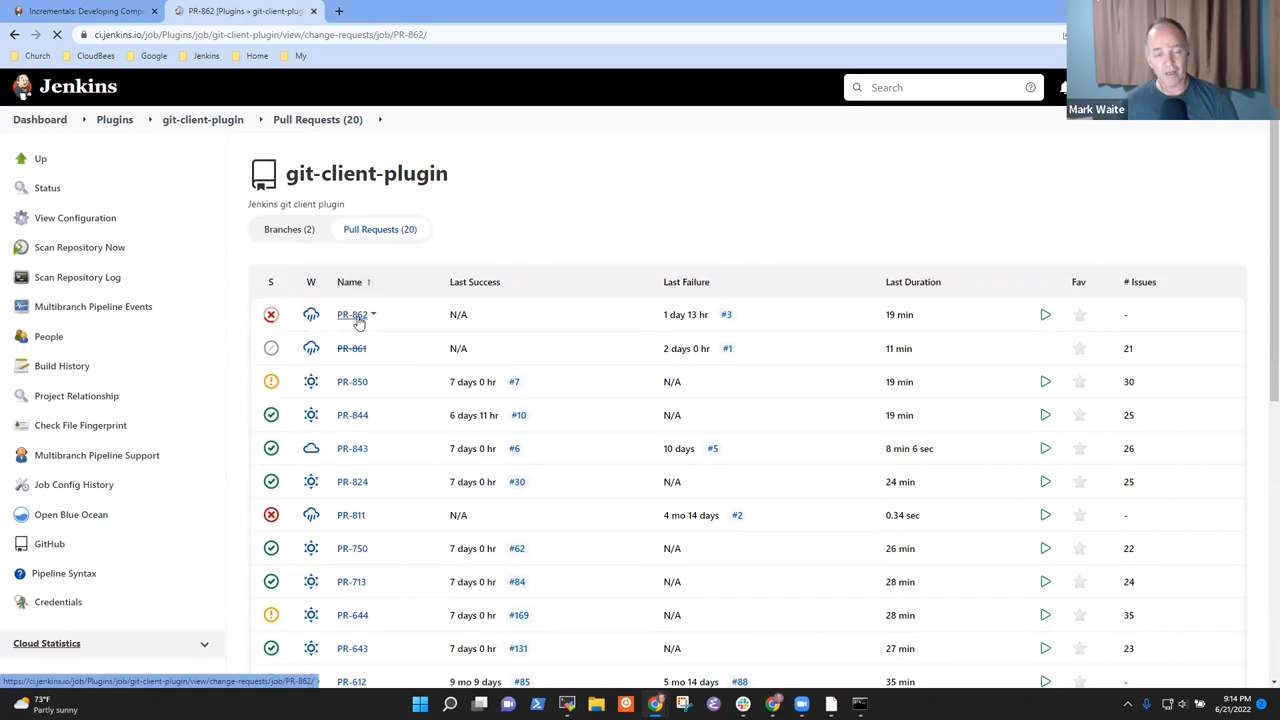 Incrementals: Developing Comp
PR-862 [Plugins » git-client-plug
ci.jenkins.io/job/Plugins/job/git-client-plugin/view/change-requests/job/PR-862/
Church CloudBees Google Jenkins Home My
Jenkins
Search
Mark Waite
Dashboard Plugins git-client-plugin Pull Requests (20)
Up
Status
View Configuration
Scan Repository Now
Scan Repository Log
Multibranch Pipeline Events
People
Build History
Project Relationship
Check File Fingerprint
Multibranch Pipeline Support
Job Config History
Open Blue Ocean
GitHub
Pipeline Syntax
Credentials
Cloud Statistics
git-client-plugin
Jenkins git client plugin
Branches (2) Pull Requests (20)
S W Name ↑ Last Success Last Failure Last Duration Fav # Issues
PR-862 N/A 1 day 13 hr #3 19 min -
PR-861 N/A 2 days 0 hr #1 11 min 21
PR-850 7 days 0 hr #7 N/A 19 min 30
PR-844 6 days 11 hr #10 N/A 19 min 25
PR-843 7 days 0 hr #6 10 days #5 8 min 6 sec 26
PR-824 7 days 0 hr #30 N/A 24 min 25
PR-811 N/A 4 mo 14 days #2 0.34 sec -
PR-750 7 days 0 hr #62 N/A 26 min 22
PR-713 7 days 0 hr #84 N/A 28 min 24
PR-644 7 days 0 hr #169 N/A 28 min 35
PR-643 7 days 0 hr #131 N/A 27 min 23
PR-612 9 mo 9 days #85 5 mo 14 days #88 35 min -
https://ci.jenkins.io/job/Plugins/job/git-client-plugin/view/change-requests/job/PR-862/
73°F
Partly sunny
9:14 PM
6/21/2022